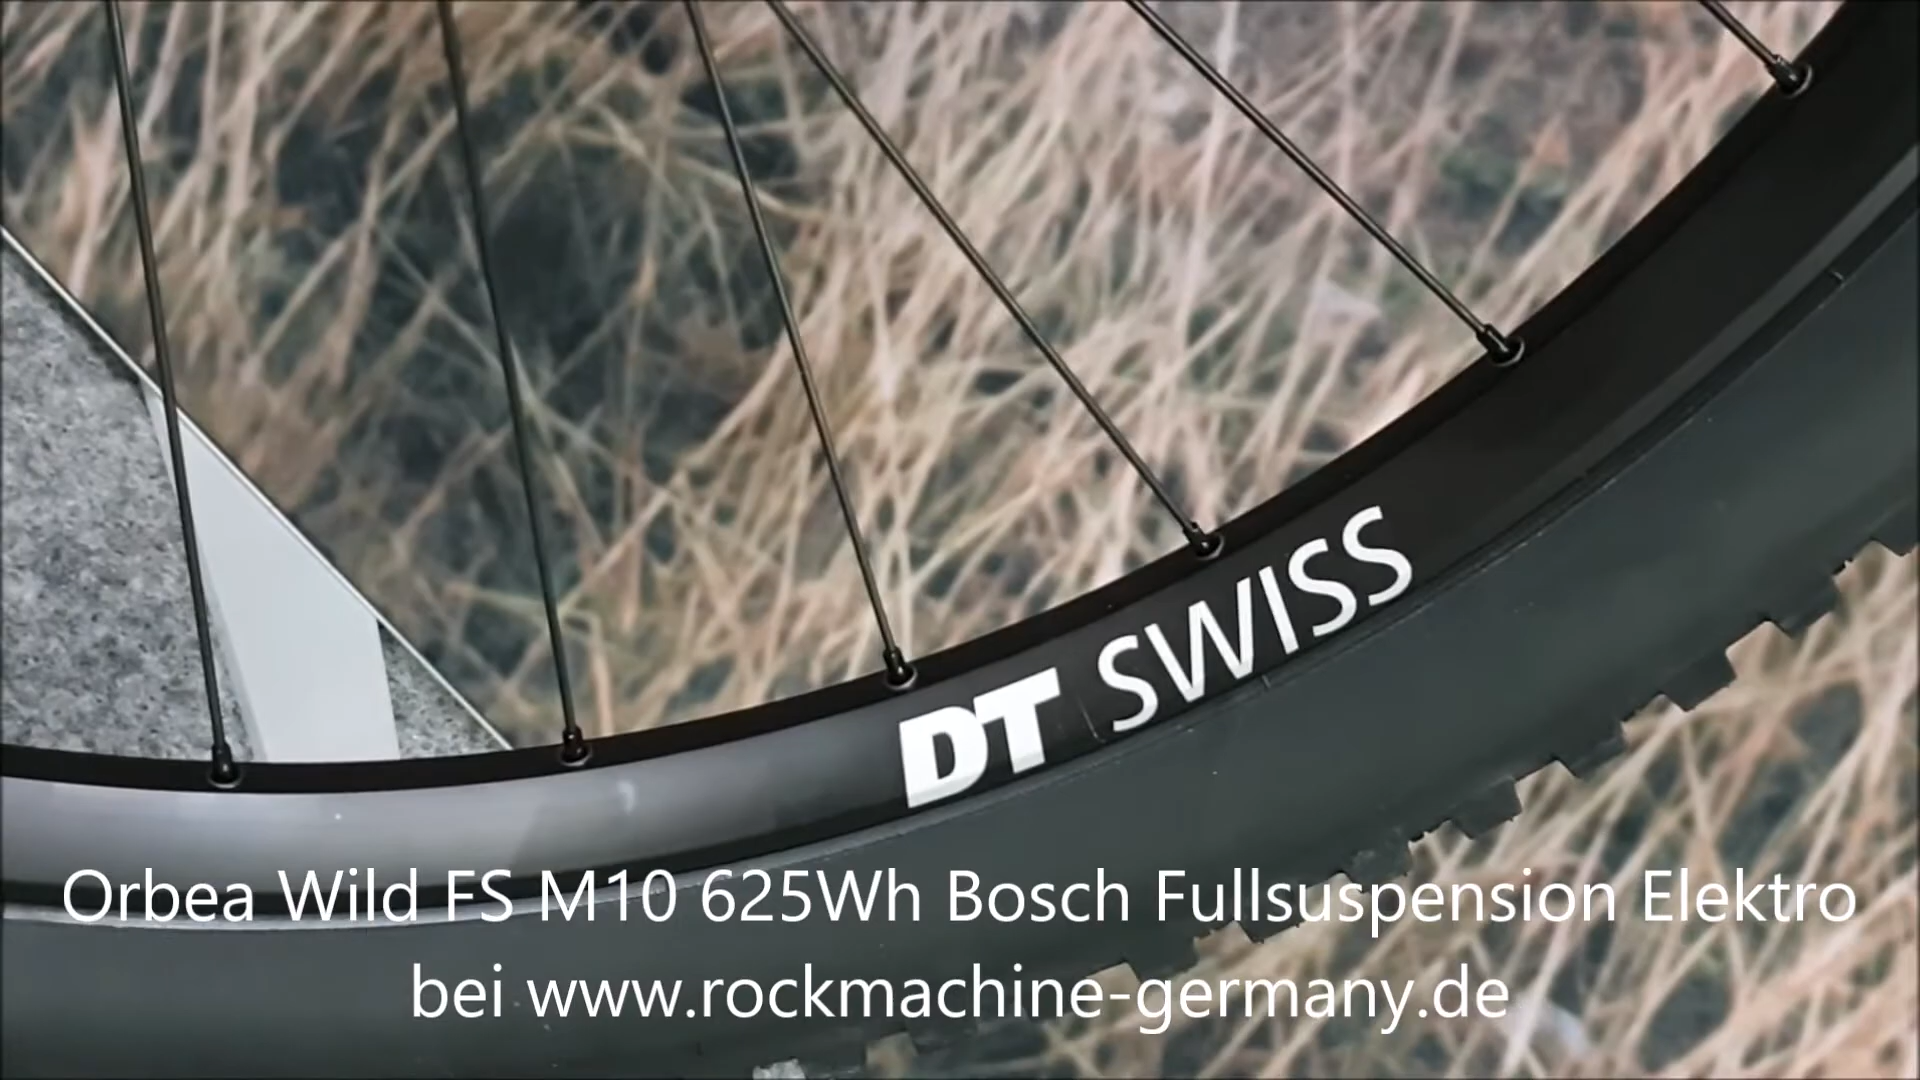 DT SWISS
Orbea Wild FS M10 625Wh Bosch Fullsuspension Elektro
bei www.rockmachine-germany.de